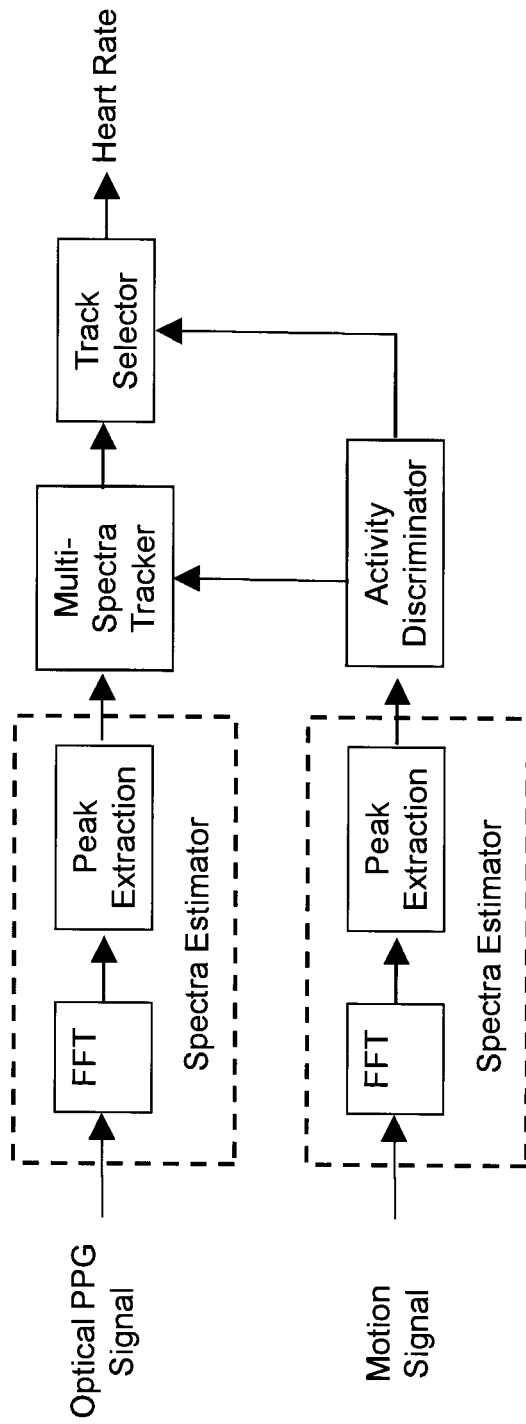 Optical PPG
Signal
FFT
Peak
Extraction
Spectra Estimator
Multi-
Spectra
Tracker
Track
Selector
Heart Rate
Motion
Signal
FFT
Peak
Extraction
Spectra Estimator
Activity
Discriminator